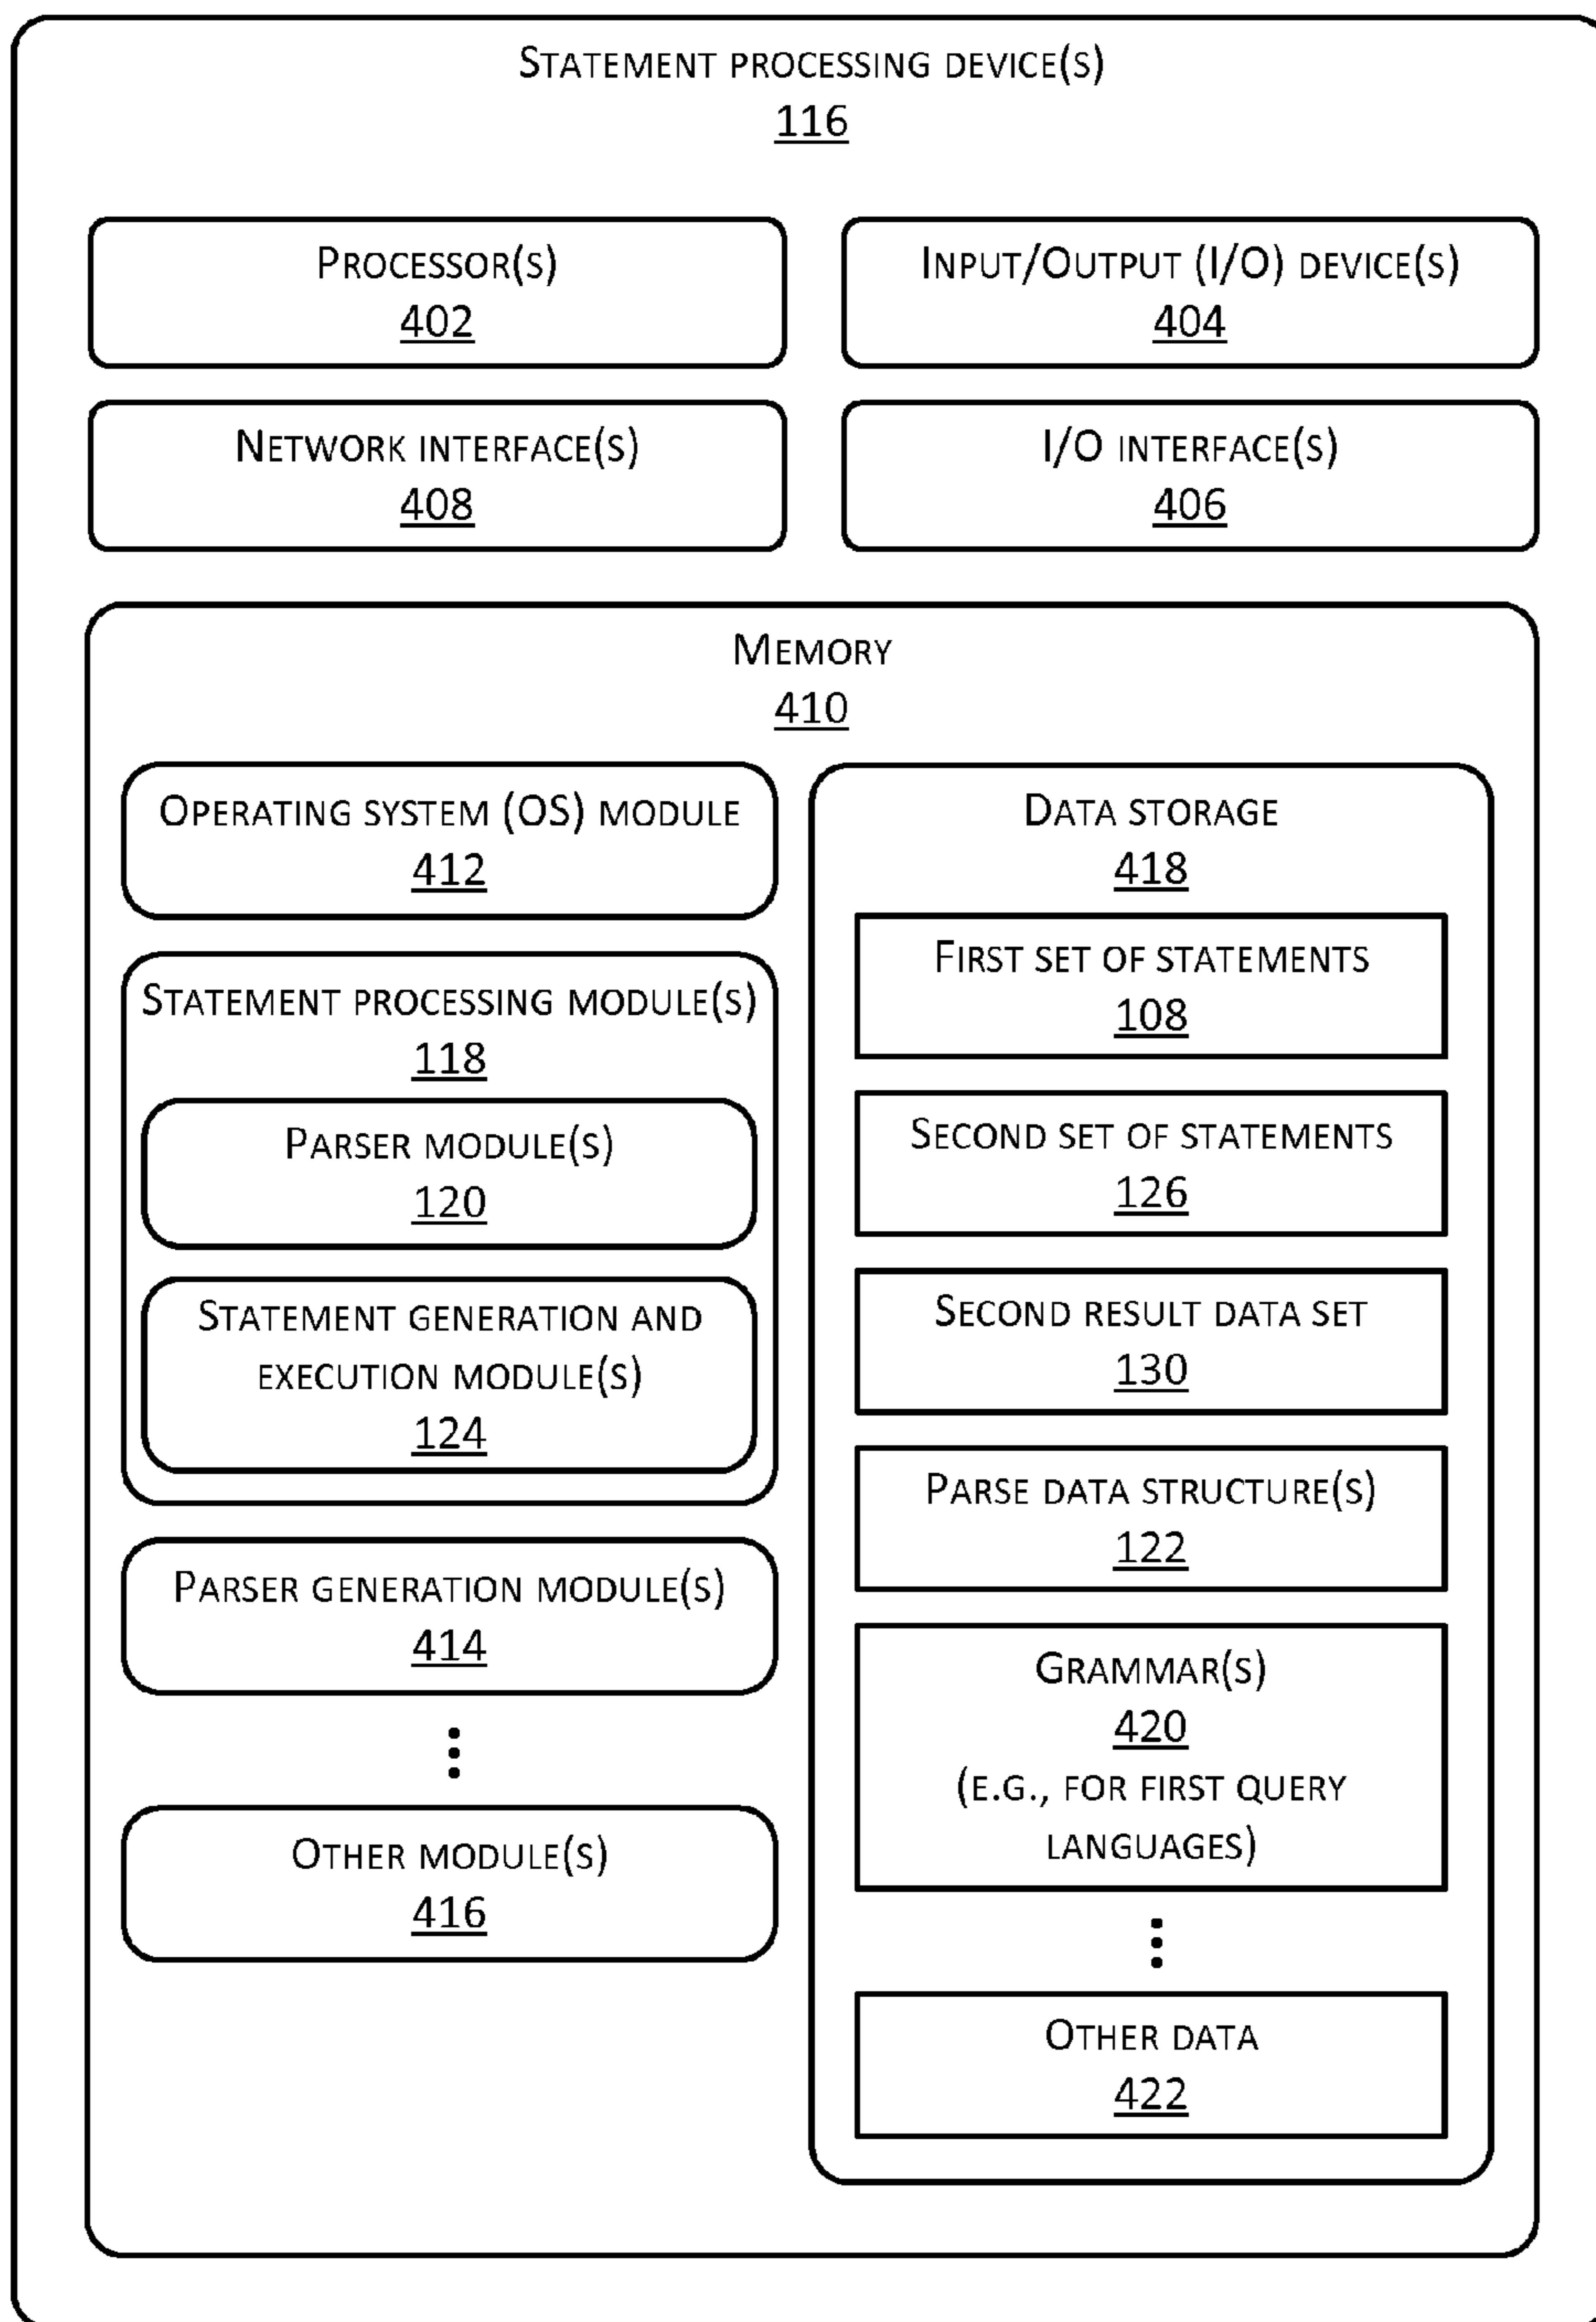 STATEMENT PROCESSING DEVICE(S)
116
PROCESSOR(S)
402
INPUT/OUTPUT (I/O) DEVICE(S)
404
NETWORK INTERFACE(S)
408
I/O INTERFACE(S)
406
MEMORY
410
OPERATING SYSTEM (OS) MODULE
412
STATEMENT PROCESSING MODULE(S)
118
PARSER MODULE(S)
120
STATEMENT GENERATION AND
EXECUTION MODULE(S)
124
PARSER GENERATION MODULE(S)
414
OTHER MODULE(S)
416
DATA STORAGE
418
FIRST SET OF STATEMENTS
108
SECOND SET OF STATEMENTS
126
SECOND RESULT DATA SET
130
PARSE DATA STRUCTURE(S)
122
GRAMMAR(S)
420
(E.G., FOR FIRST QUERY
LANGUAGES)
OTHER DATA
422